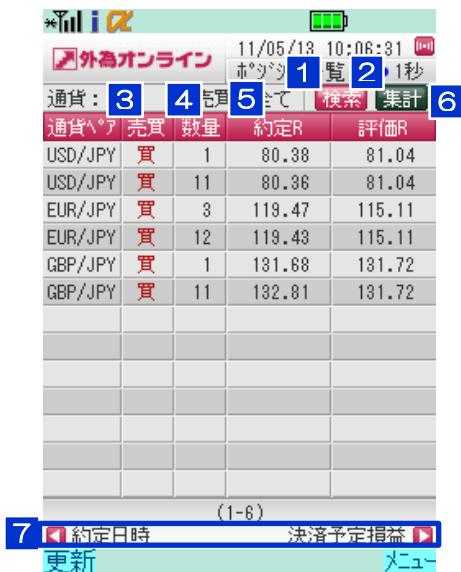 外為オンライン
11/05/13 10:06:31
ﾎﾟｼﾞｼ 1 覧 2 1秒
通貨： 3 4 売買 5 全て 検索 集計 6
通貨ﾍﾟｱ 売買 数量 約定R 評価R
USD/JPY 買 1 80.38 81.04
USD/JPY 買 11 80.36 81.04
EUR/JPY 買 3 119.47 115.11
EUR/JPY 買 12 119.43 115.11
GBP/JPY 買 1 131.68 131.72
GBP/JPY 買 11 132.81 131.72
(1-6)
7 約定日時 決済予定損益
更新 ﾒﾆｭｰ